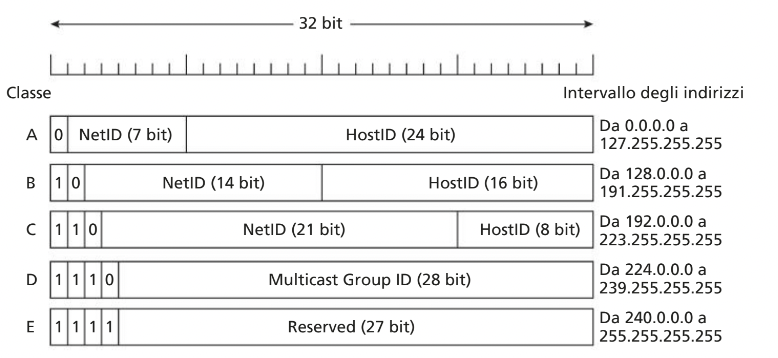 32 bit
Classe
Intervallo degli indirizzi
A 0 NetID (7 bit) HostID (24 bit) Da 0.0.0.0 a
127.255.255.255
B 1 0 NetID (14 bit) HostID (16 bit) Da 128.0.0.0 a
191.255.255.255
C 1 1 0 NetID (21 bit) HostID (8 bit) Da 192.0.0.0 a
223.255.255.255
D 1 1 1 0 Multicast Group ID (28 bit) Da 224.0.0.0 a
239.255.255.255
E 1 1 1 1 Reserved (27 bit) Da 240.0.0.0 a
255.255.255.255